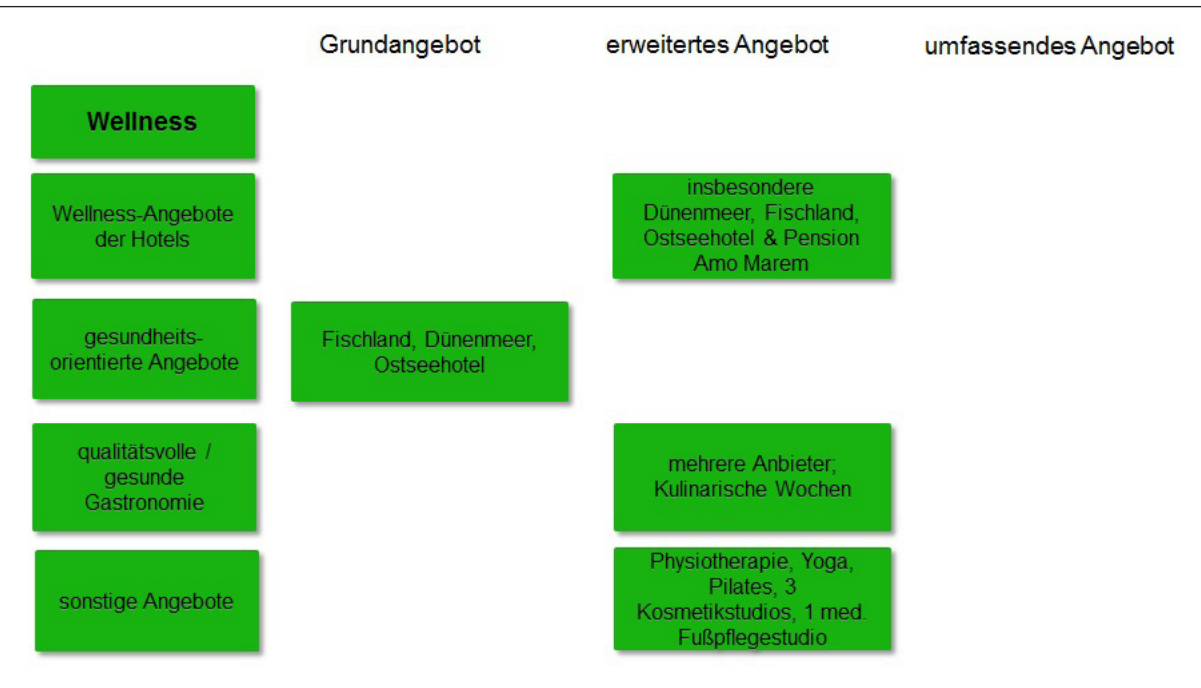 Grundangebot
erweitertes Angebot
umfassendes Angebot
Wellness
Wellness-Angebote
der Hotels
insbesondere
Dünenmeer, Fischland,
Ostseehotel & Pension
Amo Marem
gesundheits-
orientierte Angebote
Fischland, Dünenmeer,
Ostseehotel
qualitätsvolle /
gesunde
Gastronomie
mehrere Anbieter;
Kulinarische Wochen
sonstige Angebote
Physiotherapie, Yoga,
Pilates, 3
Kosmetikstudios, 1 med.
Fußpflegestudio